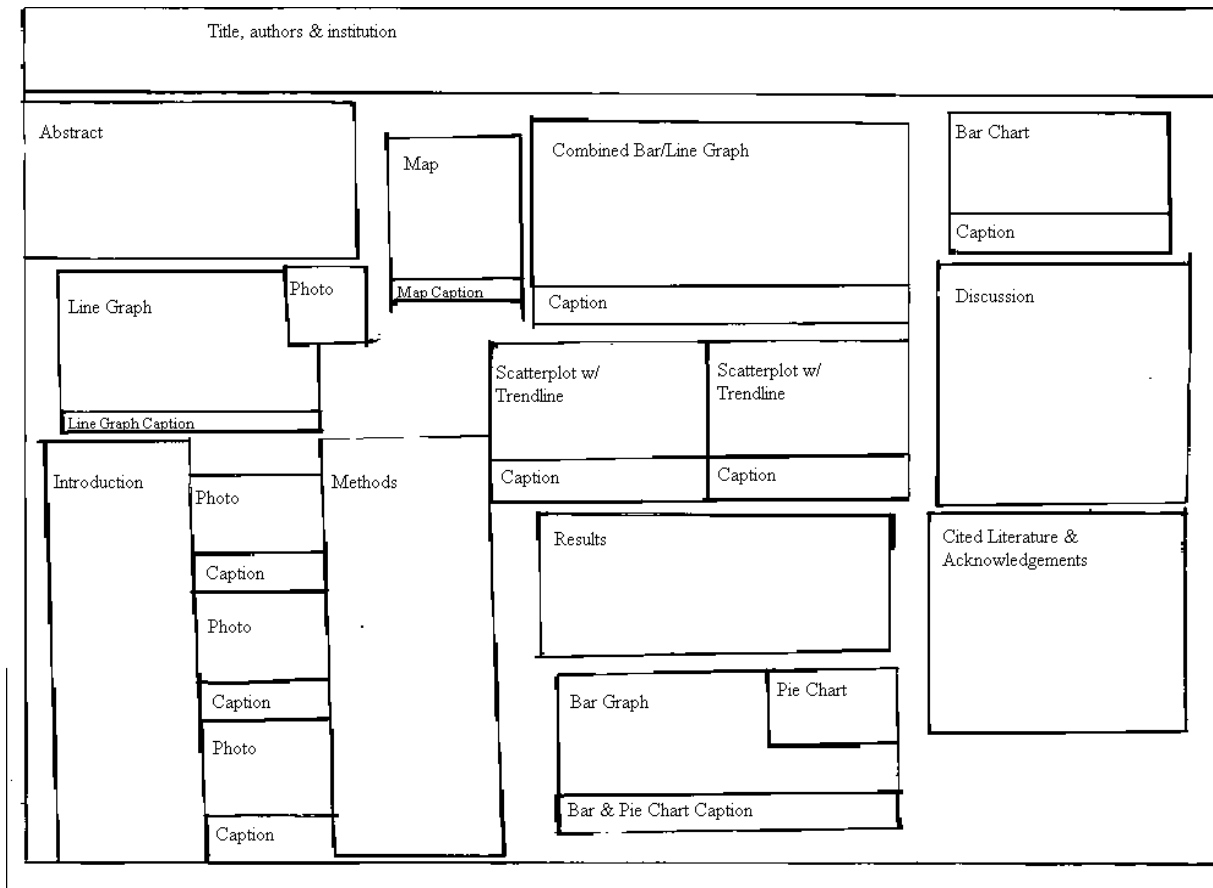 Title, authors & institution
Abstract
Map
Map Caption
Combined Bar/Line Graph
Caption
Bar Chart
Caption
Line Graph
Photo
Line Graph Caption
Scatterplot w/
Trendline
Caption
Scatterplot w/
Trendline
Caption
Discussion
Introduction
Photo
Caption
Photo
Caption
Photo
Caption
Methods
Results
Cited Literature &
Acknowledgements
Bar Graph
Pie Chart
Bar & Pie Chart Caption